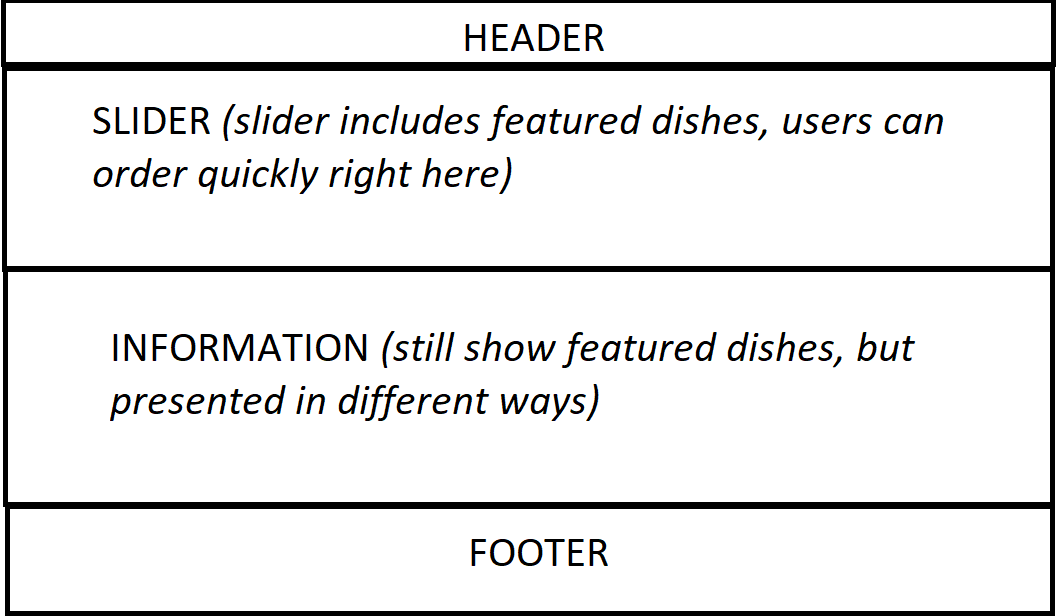 HEADER
SLIDER (slider includes featured dishes, users can
order quickly right here)
INFORMATION (still show featured dishes, but
presented in different ways)
FOOTER